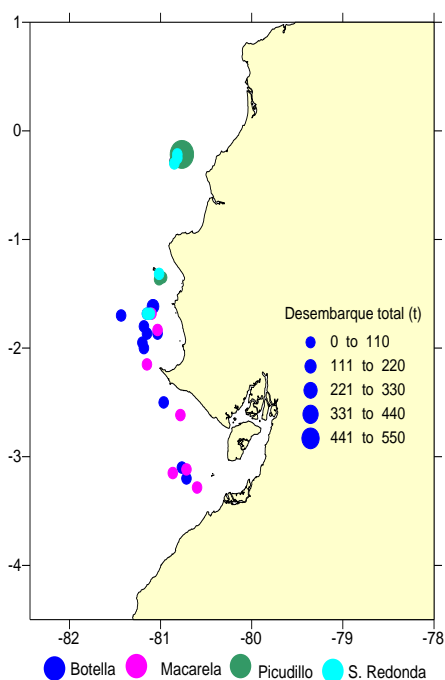 1
0
-1
-2
-3
-4
-82
-81
-80
-79
-78
Desembarque total (t)
0 to 110
111 to 220
221 to 330
331 to 440
441 to 550
Botella Macarela Picudillo S. Redonda